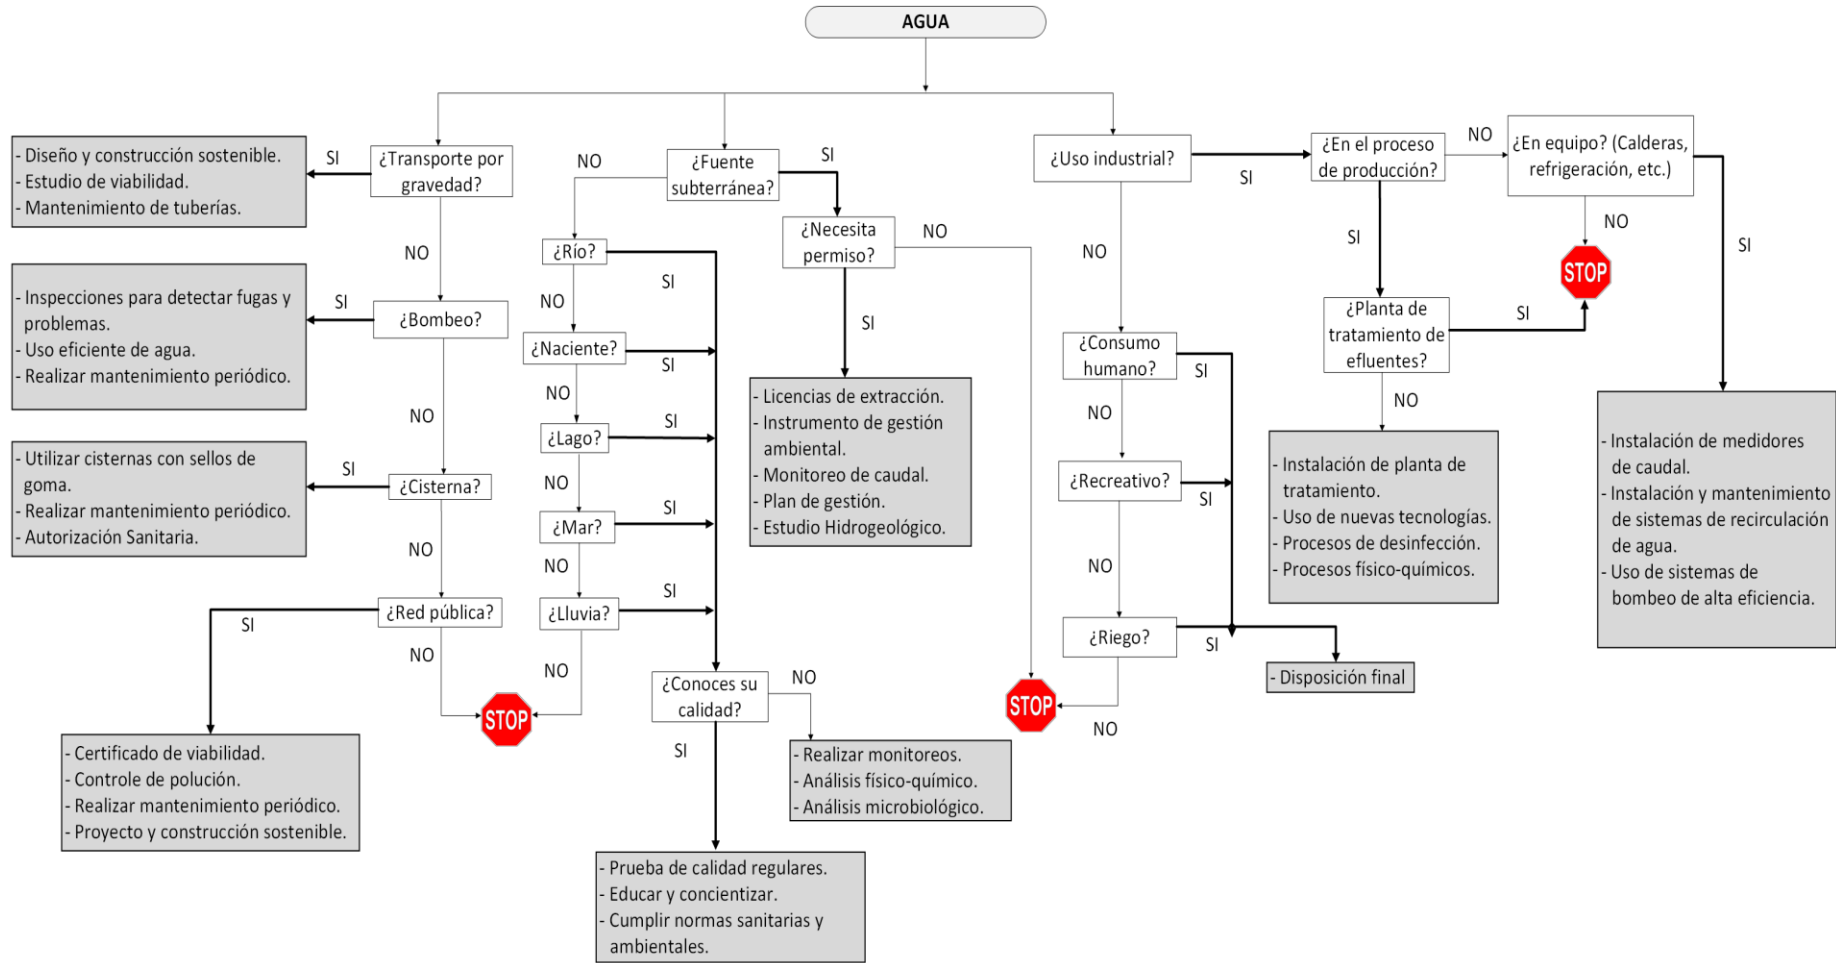 AGUA
¿Transporte por
gravedad?
SI
- Diseño y construcción sostenible.
- Estudio de viabilidad.
- Mantenimiento de tuberías.
NO
¿Bombeo?
SI
- Inspecciones para detectar fugas y
problemas.
- Uso eficiente de agua.
- Realizar mantenimiento periódico.
NO
¿Cisterna?
SI
- Utilizar cisternas con sellos de
goma.
- Realizar mantenimiento periódico.
- Autorización Sanitaria.
NO
¿Red pública?
SI
- Certificado de viabilidad.
- Controle de polución.
- Realizar mantenimiento periódico.
- Proyecto y construcción sostenible.
NO
STOP
¿Fuente
subterránea?
NO
¿Río?
SI
NO
¿Naciente?
SI
NO
¿Lago?
SI
NO
¿Mar?
SI
NO
¿Lluvia?
SI
NO
¿Conoces su
calidad?
NO
- Realizar monitoreos.
- Análisis físico-químico.
- Análisis microbiológico.
SI
- Prueba de calidad regulares.
- Educar y concientizar.
- Cumplir normas sanitarias y
ambientales.
SI
¿Necesita
permiso?
NO
SI
- Licencias de extracción.
- Instrumento de gestión
ambiental.
- Monitoreo de caudal.
- Plan de gestión.
- Estudio Hidrogeológico.
STOP
¿Uso industrial?
NO
¿Consumo
humano?
SI
NO
¿Recreativo?
SI
NO
¿Riego?
SI
NO
- Disposición final
SI
¿En el proceso
de producción?
SI
¿Planta de
tratamiento de
efluentes?
SI
NO
- Instalación de planta de
tratamiento.
- Uso de nuevas tecnologías.
- Procesos de desinfección.
- Procesos físico-químicos.
NO
¿En equipo? (Calderas,
refrigeración, etc.)
NO
STOP
SI
- Instalación de medidores
de caudal.
- Instalación y mantenimiento
de sistemas de recirculación
de agua.
- Uso de sistemas de
bombeo de alta eficiencia.